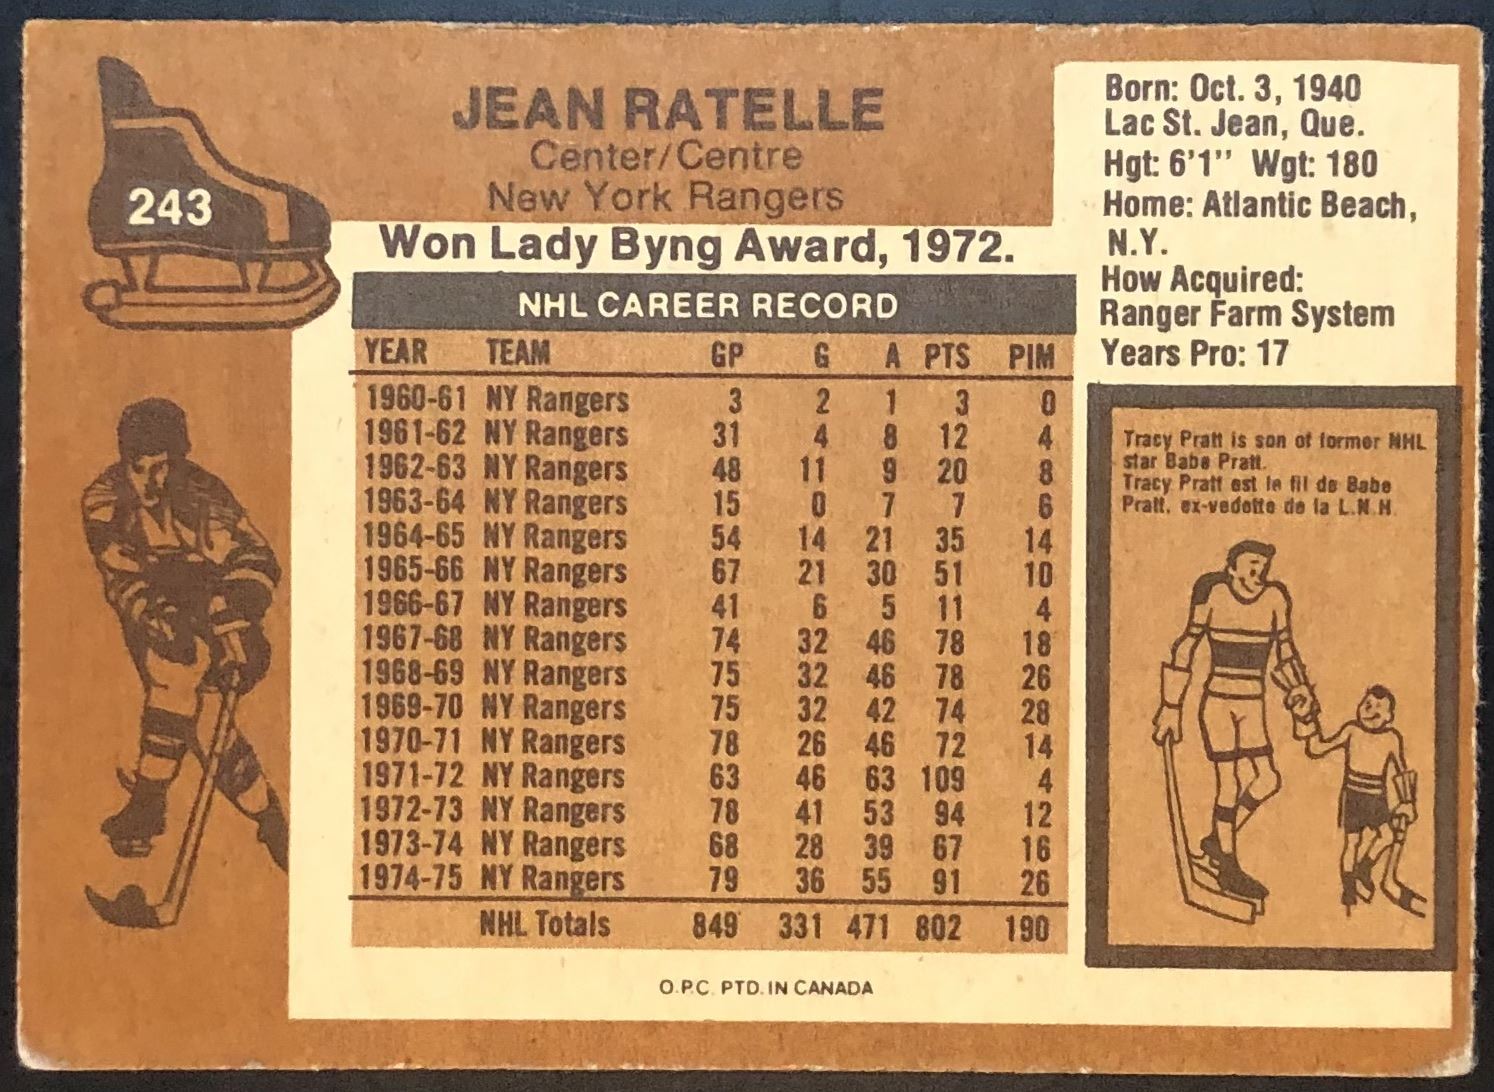 243
JEAN RATELLE
Center/Centre
New York Rangers
Won Lady Byng Award, 1972.
NHL CAREER RECORD
YEAR TEAM GP G A PTS PIM
1960-61 NY Rangers 3 2 1 3 0
1961-62 NY Rangers 31 4 8 12 4
1962-63 NY Rangers 48 11 9 20 8
1963-64 NY Rangers 15 0 7 7 6
1964-65 NY Rangers 54 14 21 35 14
1965-66 NY Rangers 67 21 30 51 10
1966-67 NY Rangers 41 6 5 11 4
1967-68 NY Rangers 74 32 46 78 18
1968-69 NY Rangers 75 32 46 78 26
1969-70 NY Rangers 75 32 42 74 28
1970-71 NY Rangers 78 26 46 72 14
1971-72 NY Rangers 63 46 63 109 4
1972-73 NY Rangers 78 41 53 94 12
1973-74 NY Rangers 68 28 39 67 16
1974-75 NY Rangers 79 36 55 91 26
NHL Totals 849 331 471 802 190
O.P.C. PTD. IN CANADA
Born: Oct. 3, 1940
Lac St. Jean, Que.
Hgt: 6'1" Wgt: 180
Home: Atlantic Beach,
N.Y.
How Acquired:
Ranger Farm System
Years Pro: 17
Tracy Pratt is son of former NHL
star Babe Pratt.
Tracy Pratt est le fil de Babe
Pratt, ex-vedette de la L.N.H.